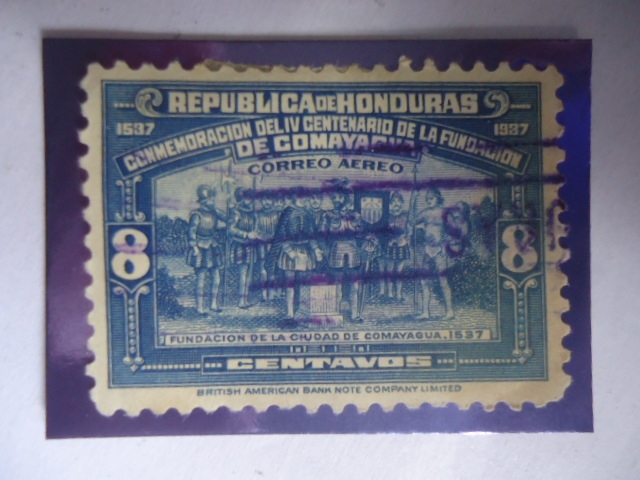 REPUBLICA DE HONDURAS
1537 1937
CONMEMORACION DEL IV CENTENARIO DE LA FUNDACION
DE COMAYAGUA
CORREO AEREO
8 8
FUNDACION DE LA CIUDAD DE COMAYAGUA, 1537
CENTAVOS
BRITISH AMERICAN BANK NOTE COMPANY LIMITED